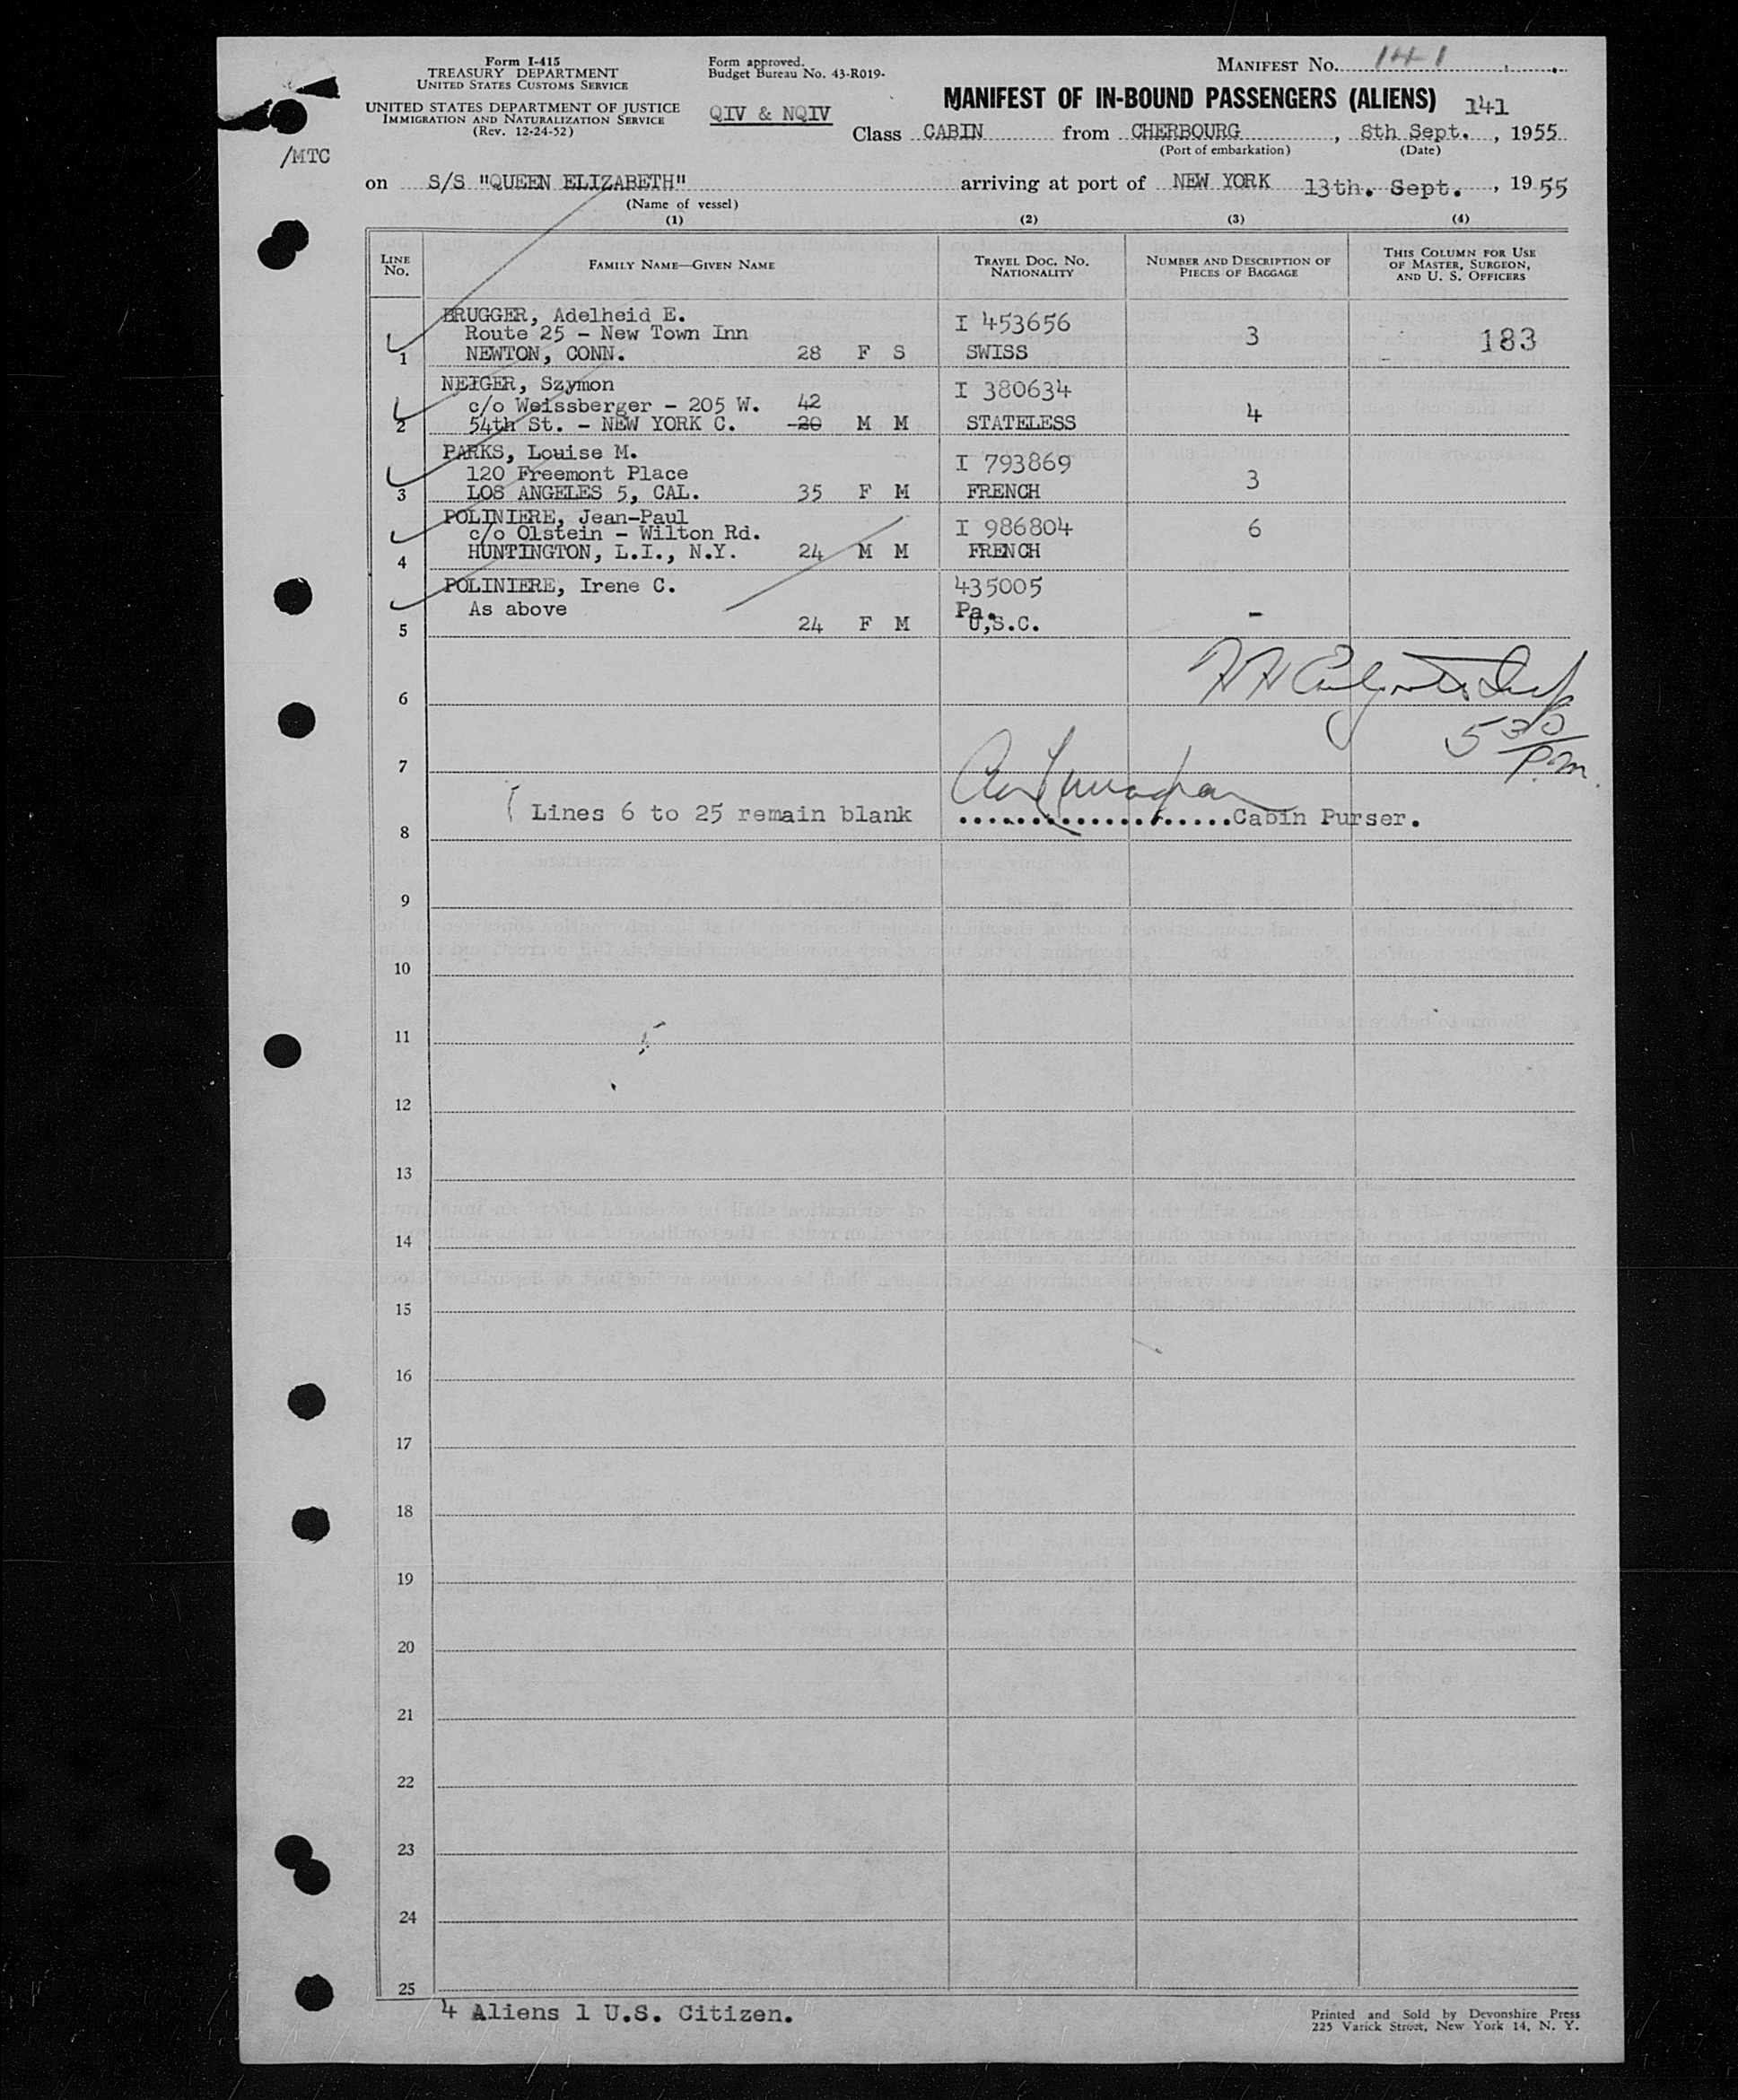 Form I-415
TREASURY DEPARTMENT
UNITED STATES CUSTOMS SERVICE
UNITED STATES DEPARTMENT OF JUSTICE
IMMIGRATION AND NATURALIZATION SERVICE
(Rev. 12-24-52)
/MTC
Form approved.
Budget Bureau No. 43-R019-
QIV & NQIV
MANIFEST NO. 141
MANIFEST OF IN-BOUND PASSENGERS (ALIENS) 141
Class CABIN from CHERBOURG, 8th Sept., 1955
(Port of embarkation) (Date)
on S/S "QUEEN ELIZABETH" arriving at port of NEW YORK 13th. Sept., 1955
(Name of vessel)
(1) (2) (3) (4)
LINE NO. FAMILY NAME—GIVEN NAME TRAVEL DOC. NO. NATIONALITY NUMBER AND DESCRIPTION OF PIECES OF BAGGAGE THIS COLUMN FOR USE OF MASTER, SURGEON, AND U. S. OFFICERS
BRUGGER, Adelheid E. I 453656
Route 25 - New Town Inn 3 183
1 NEWTON, CONN. 28 F S SWISS
NEIGER, Szymon I 380634
c/o Weissberger - 205 W. 42 4
2 54th St. - NEW YORK C. -20 M M STATELESS
PARKS, Louise M. I 793869
120 Freemont Place 3
3 LOS ANGELES 5, CAL. 35 F M FRENCH
POLINIERE, Jean-Paul I 986804 6
c/o Olstein - Wilton Rd.
4 HUNTINGTON, L.I., N.Y. 24 M M FRENCH
POLINIERE, Irene C. 435005
As above Pa. -
5 24 F M U,S.C.
6
5 30 P.M.
7
Lines 6 to 25 remain blank ....................Cabin Purser.
8
9
10
11
12
13
14
15
16
17
18
19
20
21
22
23
24
25
4 Aliens 1 U.S. Citizen.
Printed and Sold by Devonshire Press
225 Varick Street, New York 14, N. Y.